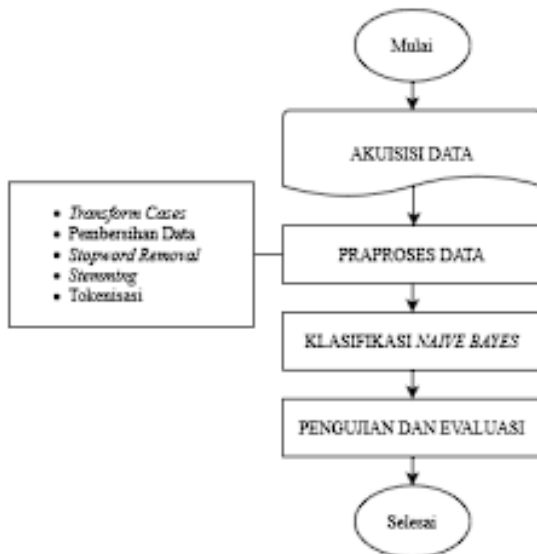 Mulai
AKUISISI DATA
• Transform Cases
• Pembersihan Data
• Stopword Removal
• Stemming
• Tokenisasi
PRAPROSES DATA
KLASIFIKASI NAIVE BAYES
PENGUJIAN DAN EVALUASI
Selesai